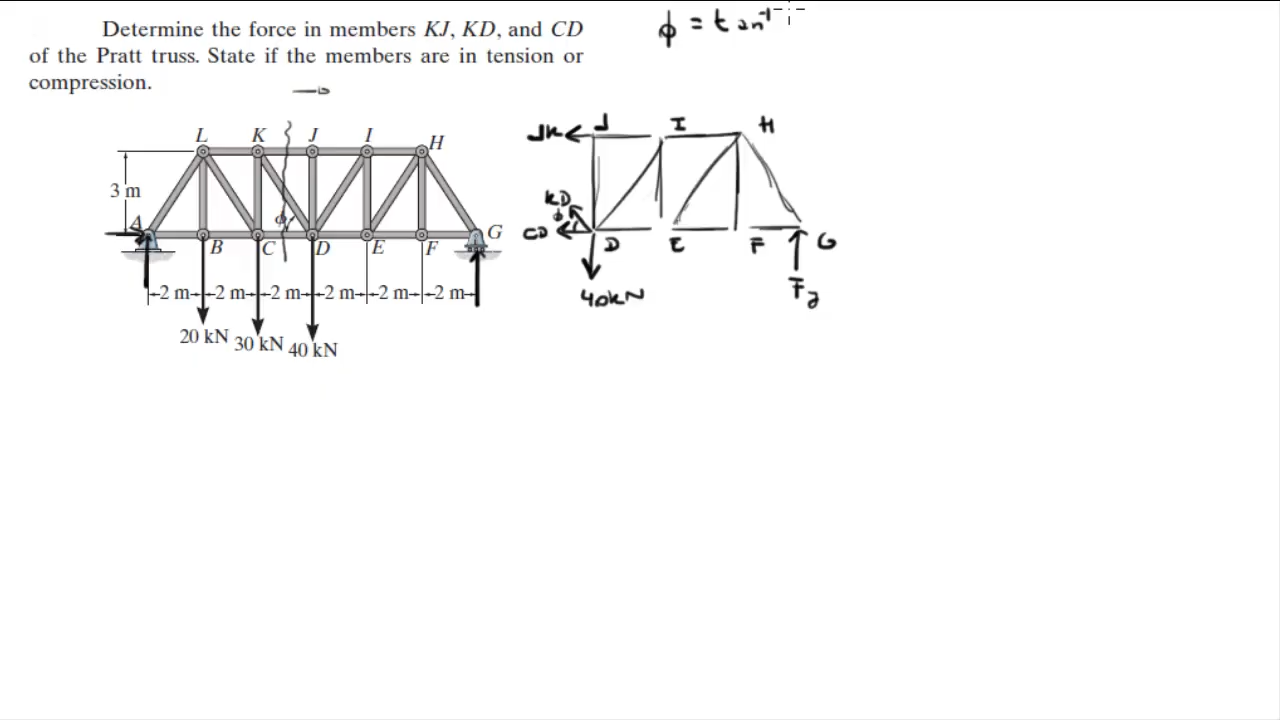 Determine the force in members KJ, KD, and CD
of the Pratt truss. State if the members are in tension or
compression.
ϕ = tan⁻¹
L K J I H
3 m
A B C D E F G
ϕ
2 m 2 m 2 m 2 m 2 m 2 m
20 kN 30 kN 40 kN
J I H
JK
KD
ϕ
CD D E F G
40kN